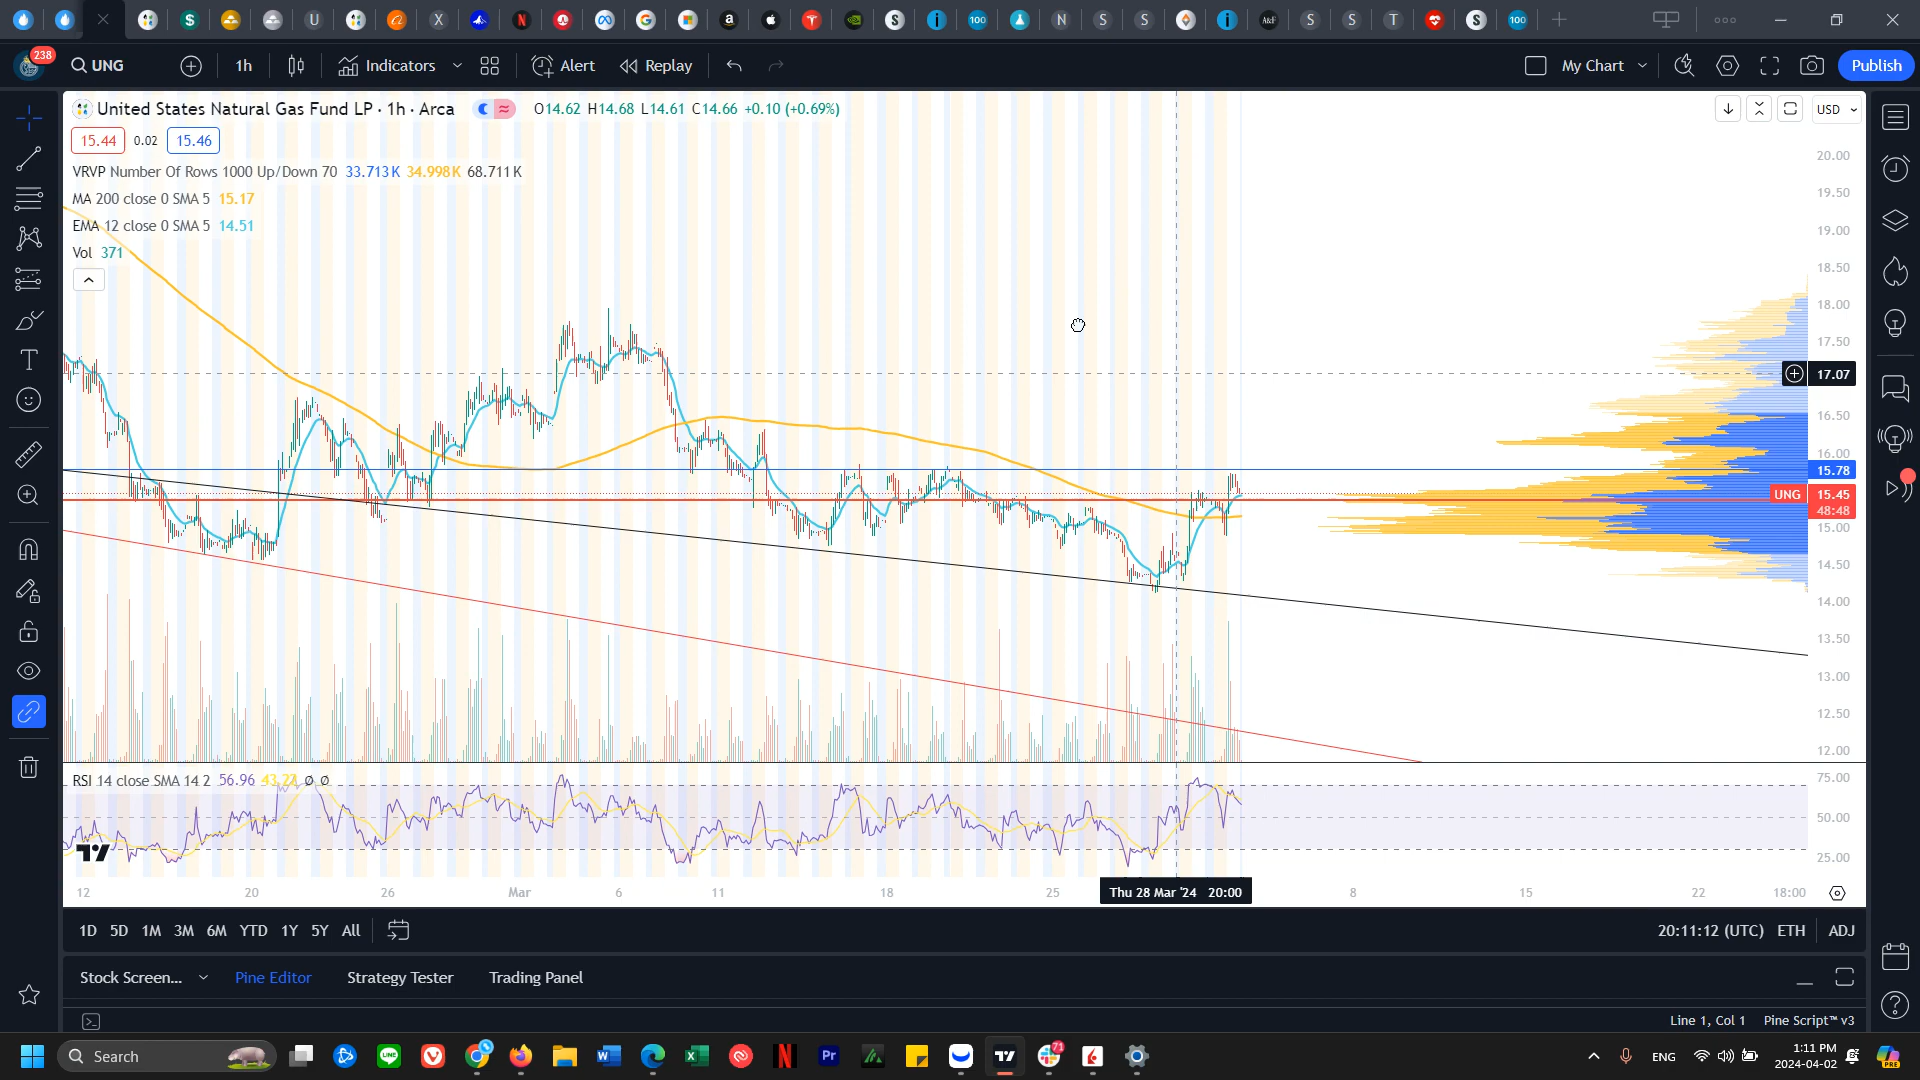 238
UNG
1h
Indicators
Alert
Replay
My Chart
Publish
United States Natural Gas Fund LP · 1h · Arca
O14.62 H14.68 L14.61 C14.66 +0.10 (+0.69%)
USD
15.44 0.02 15.46
VRVP Number Of Rows 1000 Up/Down 70 33.713K 34.998K 68.711K
MA 200 close 0 SMA 5 15.17
EMA 12 close 0 SMA 5 14.51
Vol 371
20.00
19.50
19.00
18.50
18.00
17.50
17.07
16.50
16.00
15.78
UNG 15.45
48:48
15.00
14.50
14.00
13.50
13.00
12.50
12.00
RSI 14 close SMA 14 2 56.96 43.27 ∅ ∅
75.00
50.00
25.00
12 20 26 Mar 6 11 18 25 Thu 28 Mar '24 20:00 8 15 22 18:00
1D 5D 1M 3M 6M YTD 1Y 5Y All
20:11:12 (UTC) ETH ADJ
Stock Screen... Pine Editor Strategy Tester Trading Panel
Line 1, Col 1 Pine Script™ v3
Search
ENG
1:11 PM
2024-04-02